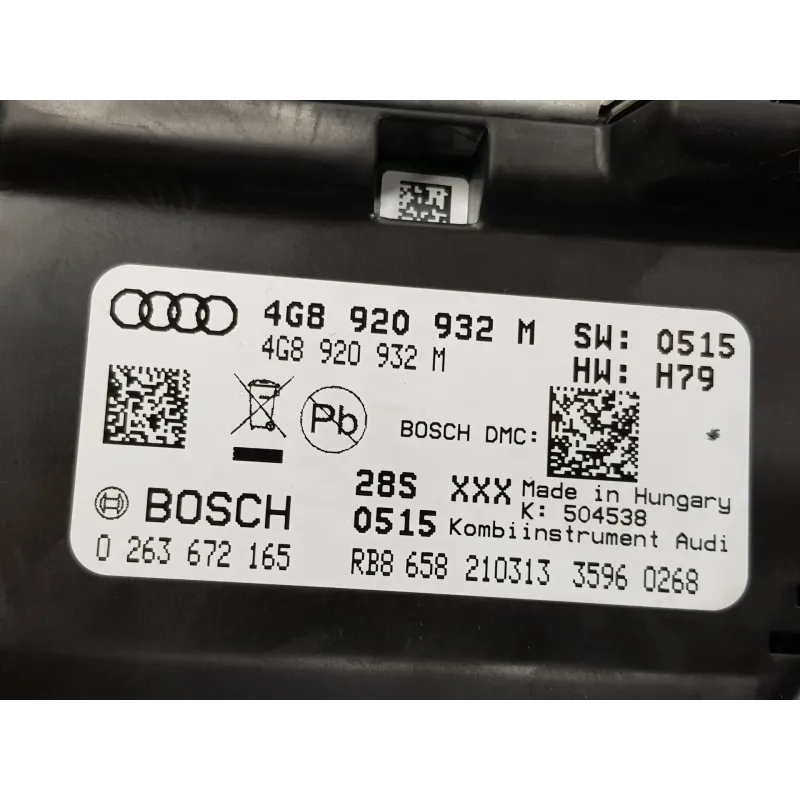 4G8 920 932 M SW: 0515
4G8 920 932 M HW: H79
Pb
BOSCH DMC:
28S XXX Made in Hungary
K: 504538
BOSCH 0515 Kombiinstrument Audi
0 263 672 165 RB8 658 210313 3596 0268